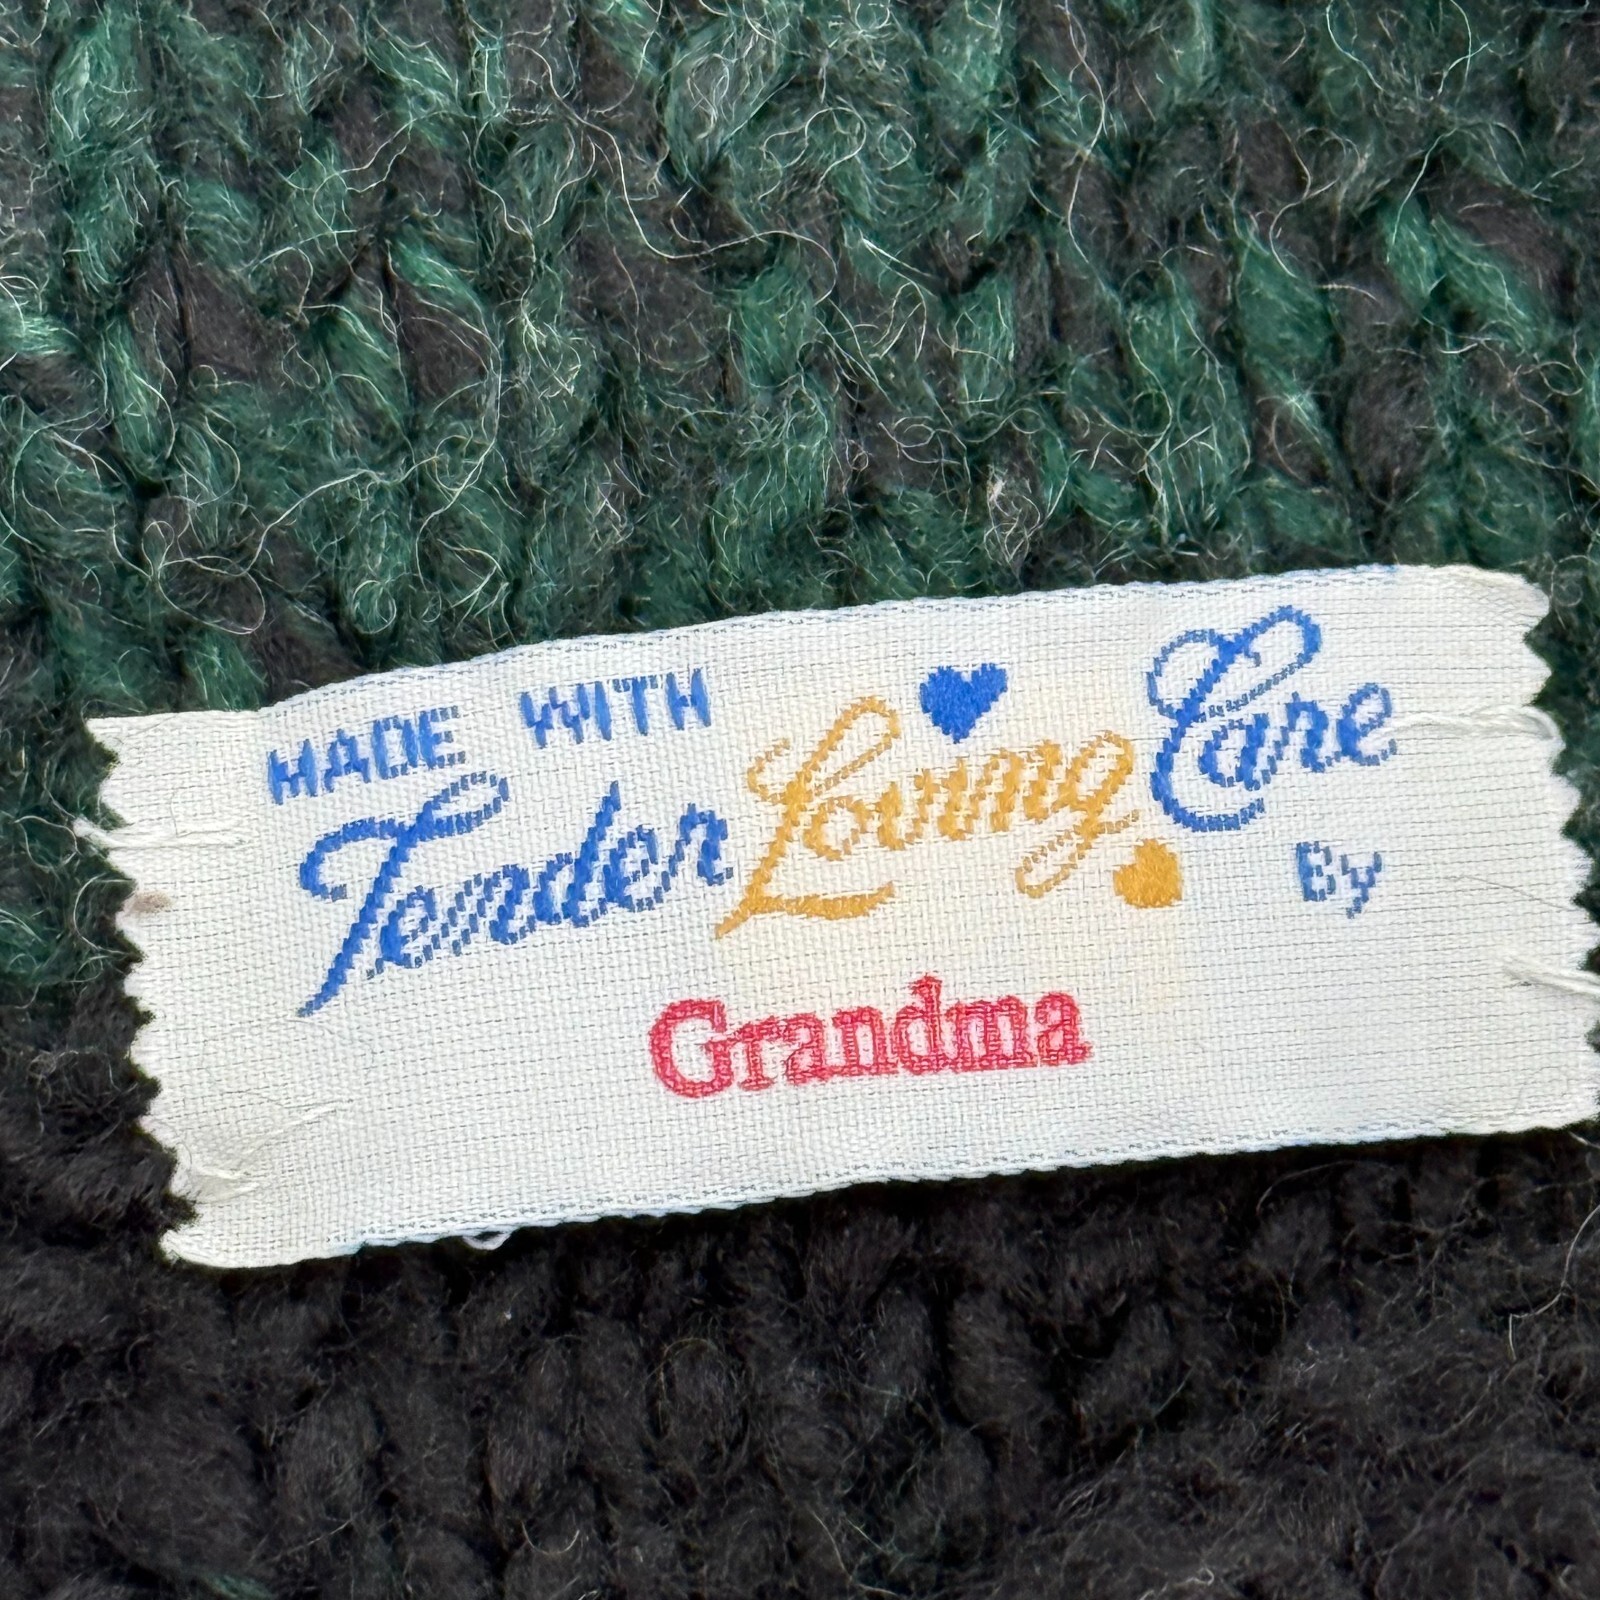 MADE WITH
Tender Loving Care
By
Grandma